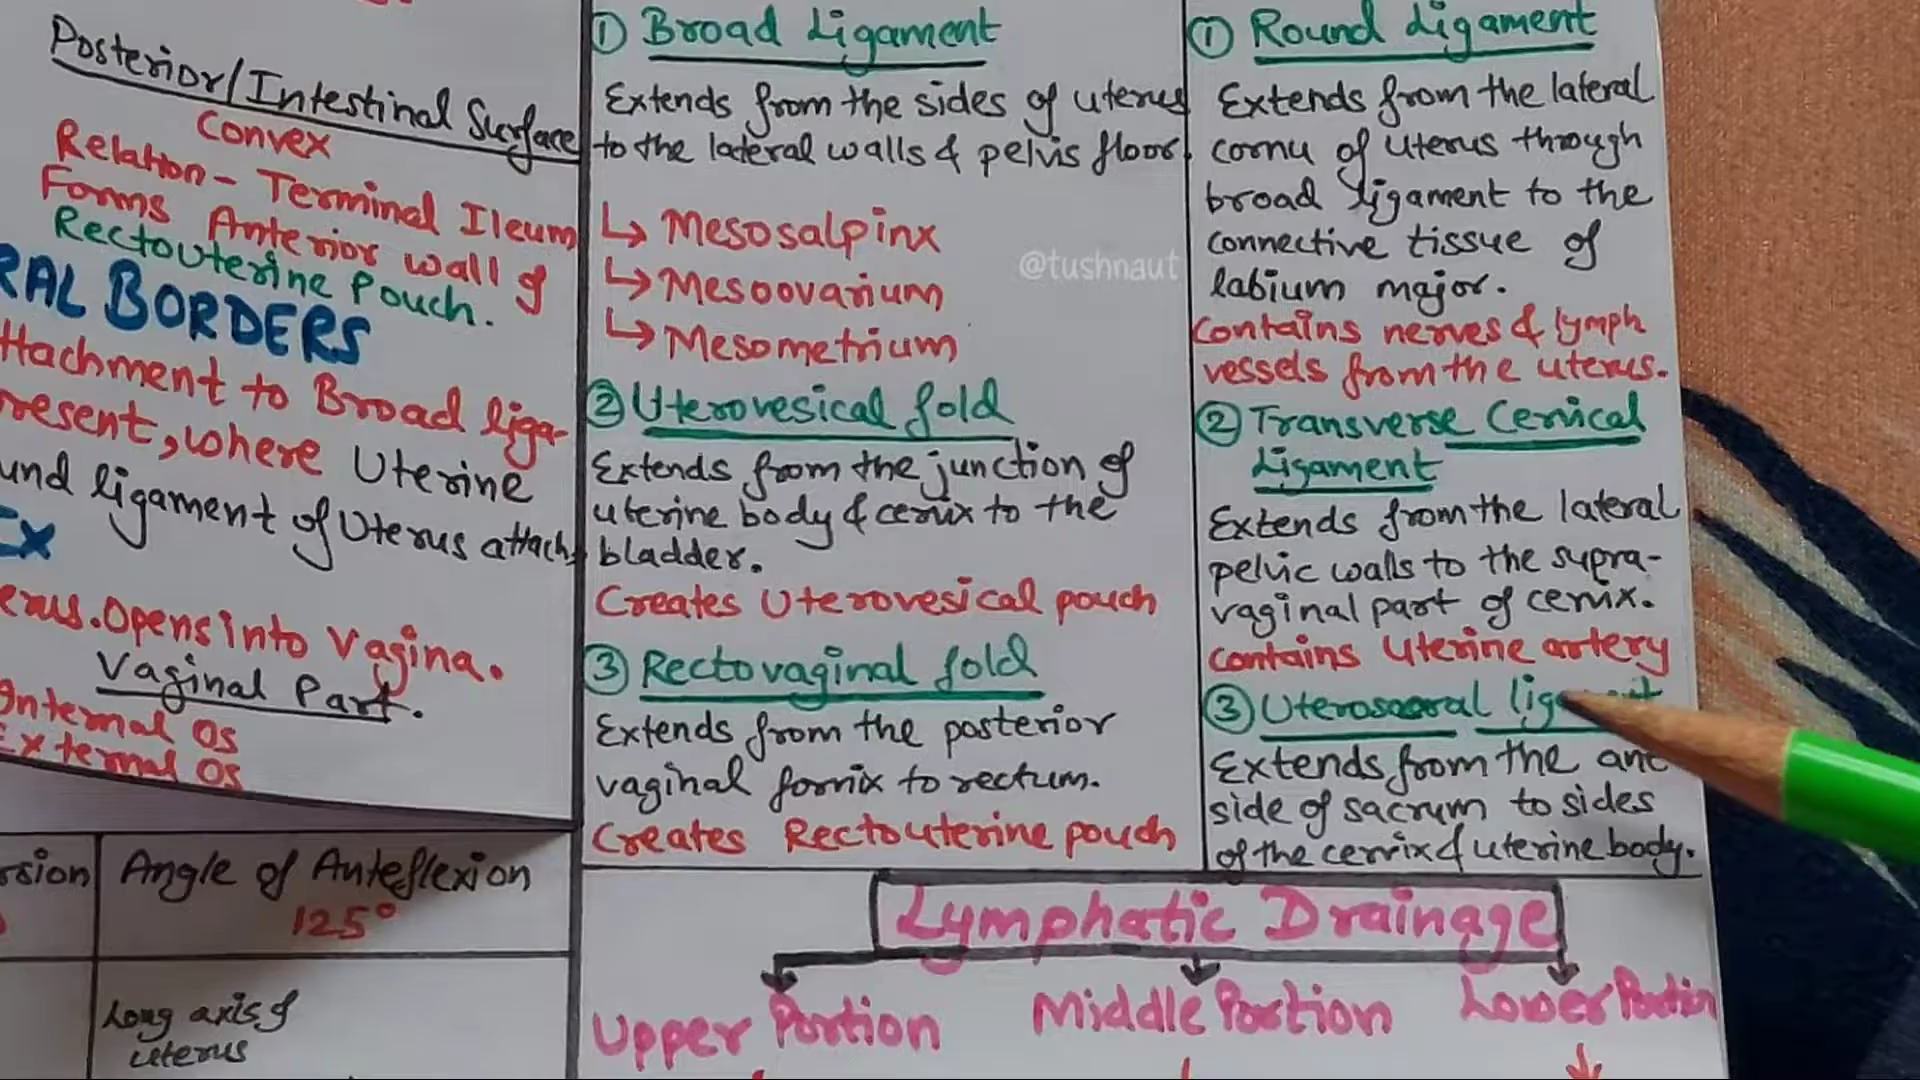 Posterior/Intestinal Surface
Convex
Relation - Terminal Ileum
Forms Anterior wall of
Rectouterine Pouch.
BORDERS
to Broad liga-
where Uterine
ligament of Uterus attach
Opens into Vagina.
Vaginal Part.
Internal Os
External Os
Angle of Anteflexion
125°
Long axis of
uterus
① Broad Ligament
Extends from the sides of uterus
to the lateral walls & pelvis floor.
↳ Mesosalpinx
↳ Mesoovarium
↳ Mesometrium
② Uterovesical fold
Extends from the junction of
uterine body & cervix to the
bladder.
Creates Uterovesical pouch
③ Rectovaginal fold
Extends from the posterior
vaginal fornix to rectum.
Creates Rectouterine pouch
① Round Ligament
Extends from the lateral
cornu of uterus through
broad ligament to the
connective tissue of
labium major.
Contains nerves & lymph
vessels from the uterus.
② Transverse Cervical
Ligament
Extends from the lateral
pelvic walls to the supra-
vaginal part of cervix.
Contains Uterine artery
③ Uterosacral
Extends from the
side of sacrum to sides
of the cervix & uterine body.
@tushnaut
Lymphatic Drainage
Upper Portion
Middle Portion
Lower Portion